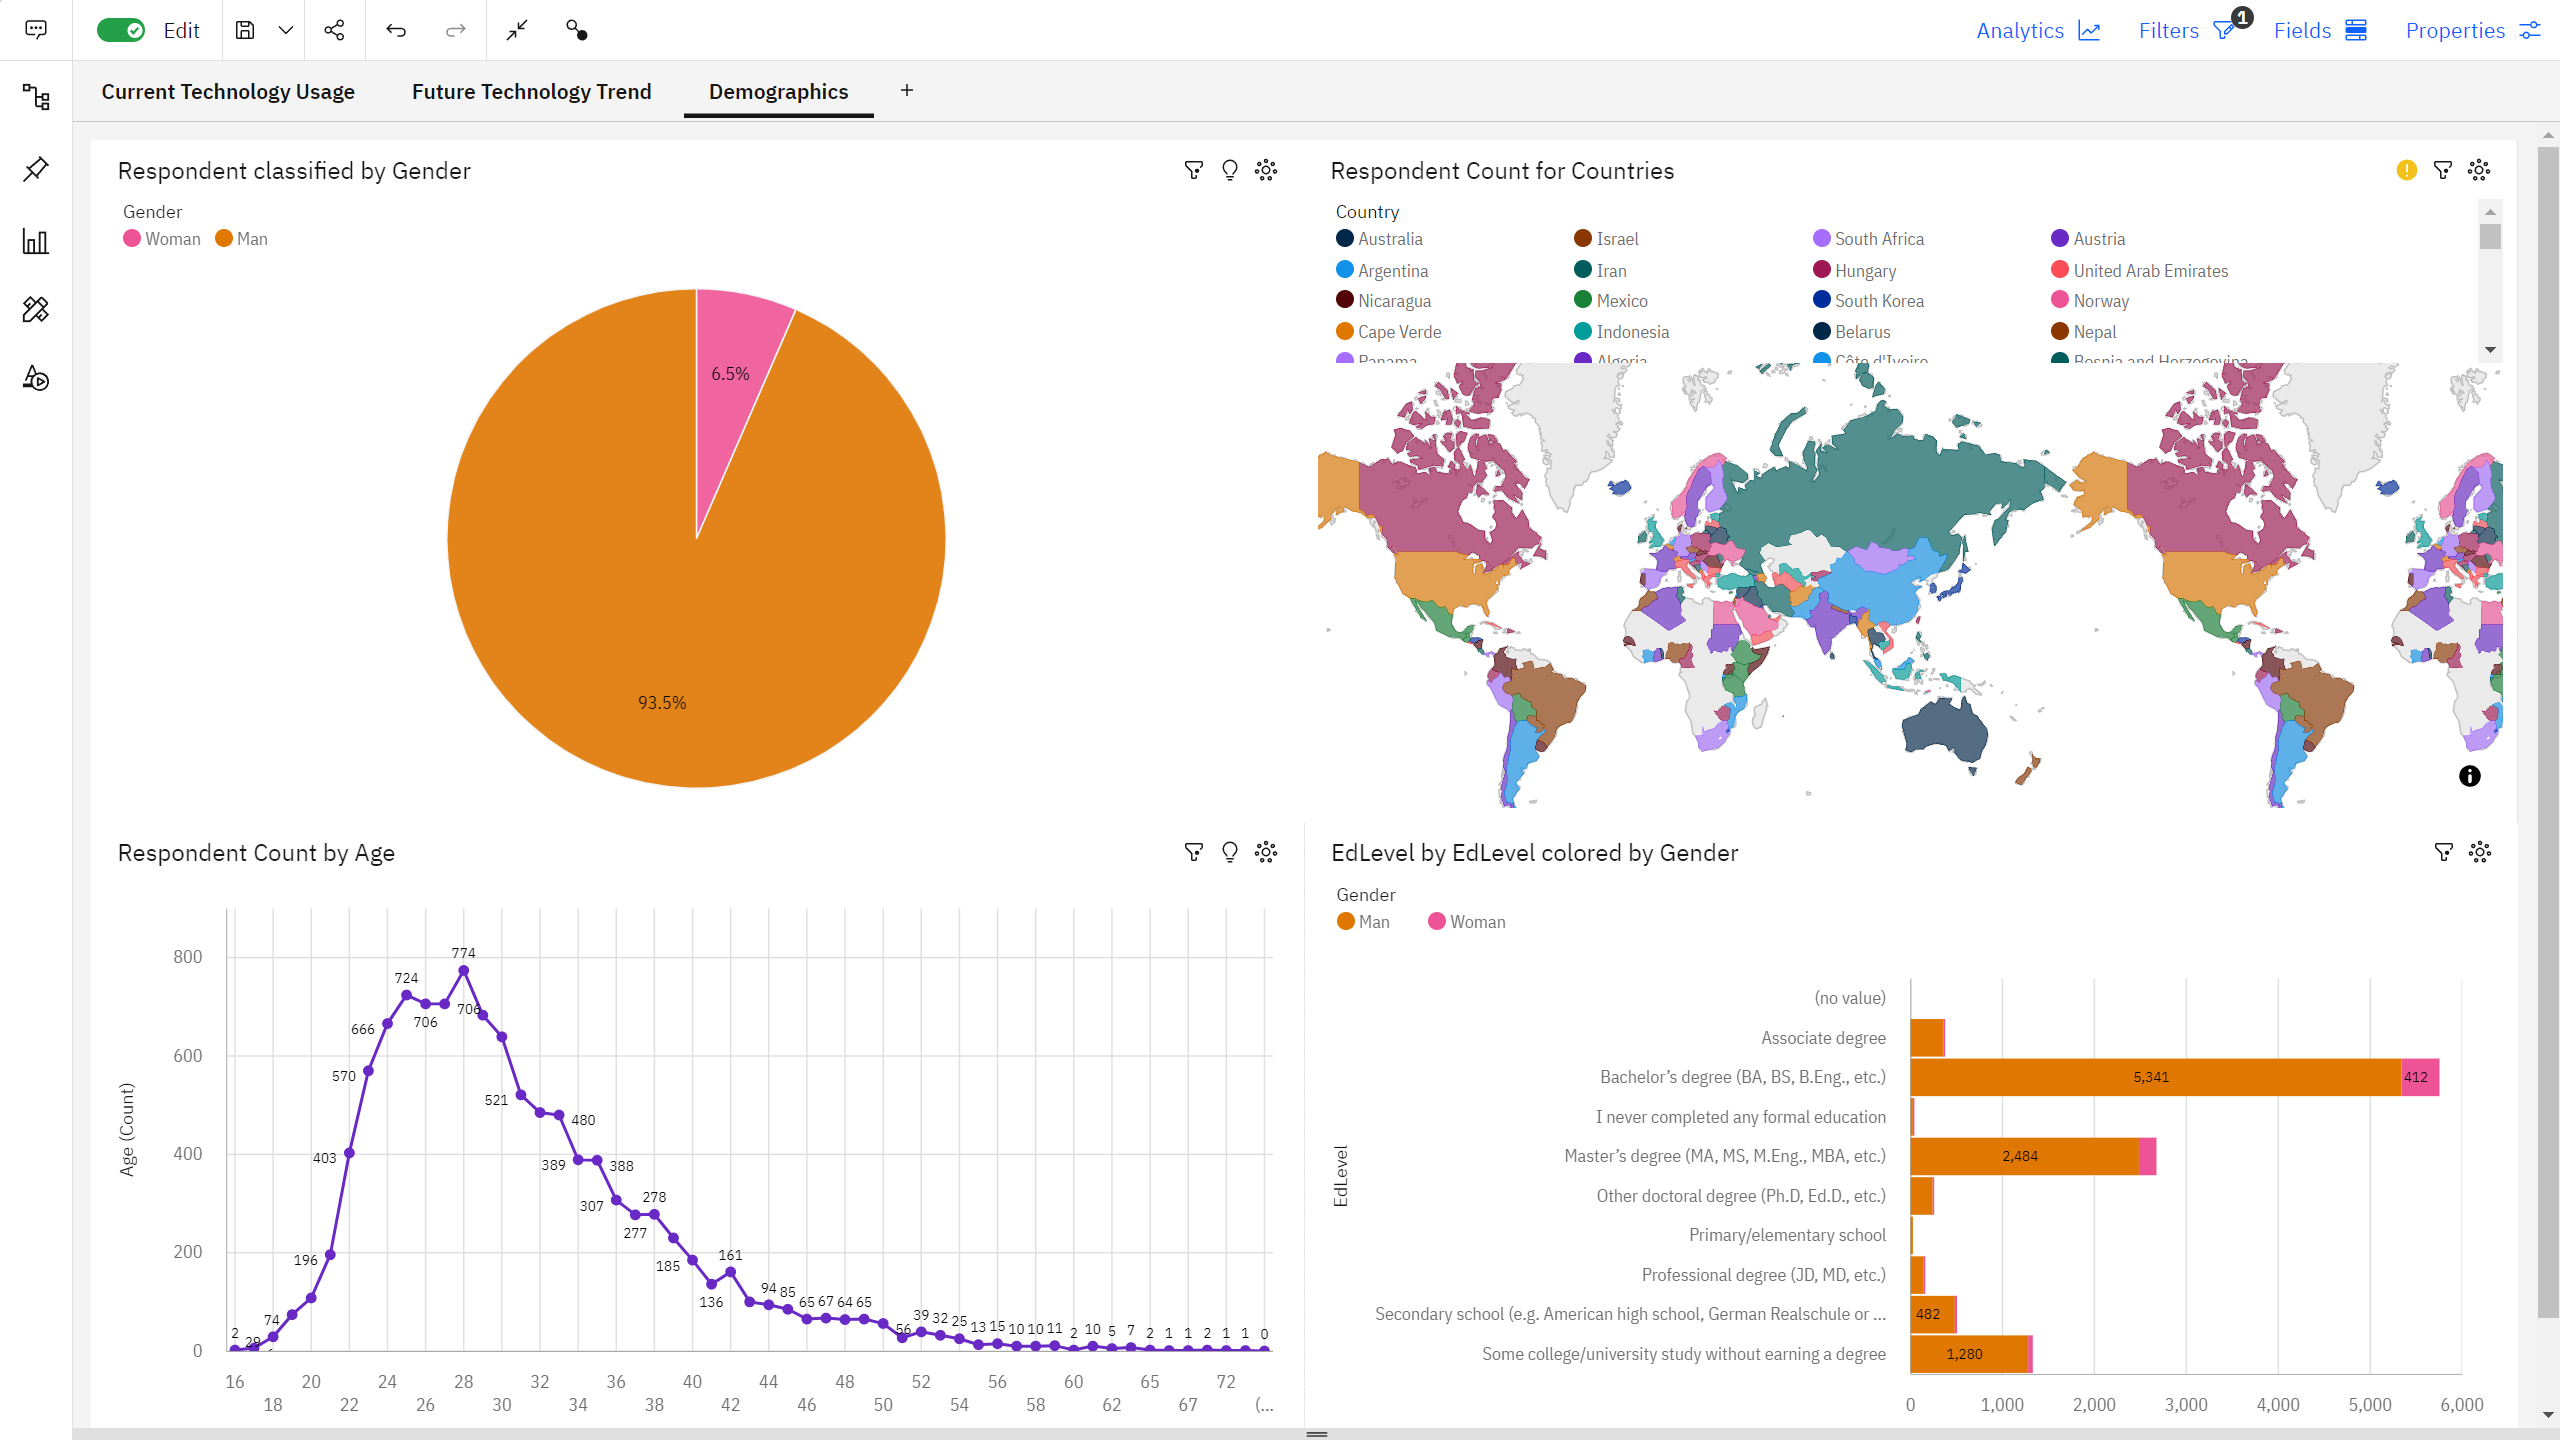 Edit
Analytics
Filters
1
Fields
Properties
Current Technology Usage
Future Technology Trend
Demographics
+
Respondent classified by Gender
Gender
Woman Man
6.5%
93.5%
Respondent Count for Countries
Country
Australia Israel South Africa Austria
Argentina Iran Hungary United Arab Emirates
Nicaragua Mexico South Korea Norway
Cape Verde Indonesia Belarus Nepal
Panama Algeria Côte d'Ivoire Bosnia and Herzegovina
Respondent Count by Age
Age (Count)
800
600
400
200
0
2 29 74 196 403 570 666 724 706 774 706 521 480 389 388 307 277 278 185 136 161 94 85 65 67 64 65 56 39 32 25 13 15 10 10 11 2 10 5 7 2 1 1 2 1 1 0
16 20 24 28 32 36 40 44 48 52 56 60 65 72
18 22 26 30 34 38 42 46 50 54 58 62 67 (...
EdLevel by EdLevel colored by Gender
Gender
Man Woman
EdLevel
(no value)
Associate degree
Bachelor’s degree (BA, BS, B.Eng., etc.) 5,341 412
I never completed any formal education
Master’s degree (MA, MS, M.Eng., MBA, etc.) 2,484
Other doctoral degree (Ph.D, Ed.D., etc.)
Primary/elementary school
Professional degree (JD, MD, etc.)
Secondary school (e.g. American high school, German Realschule or ... 482
Some college/university study without earning a degree 1,280
0 1,000 2,000 3,000 4,000 5,000 6,000